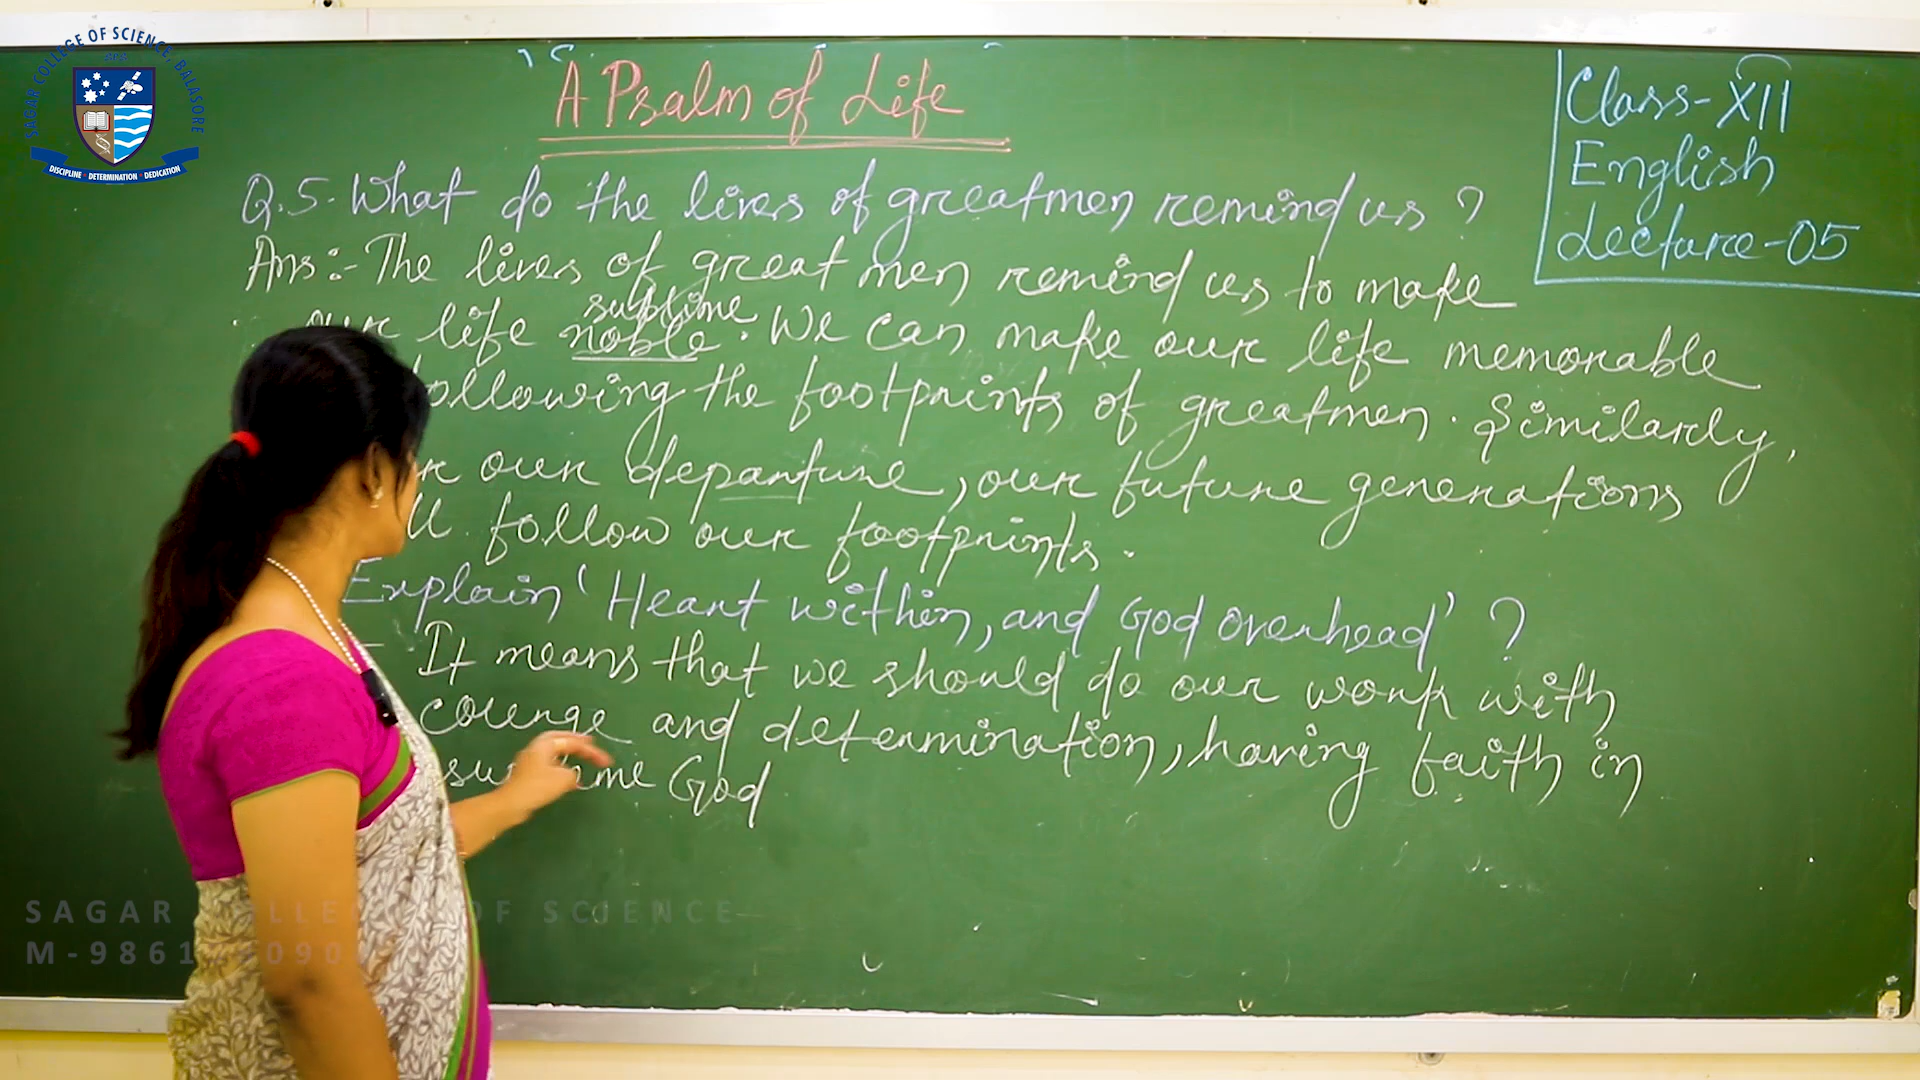 SAGAR COLLEGE OF SCIENCE, BALASORE
DISCIPLINE DETERMINATION DEDICATION
A Psalm of Life
Class-XII
English
Lecture-05
Q.5. What do the lives of greatmen remind us ?
Ans:- The lives of great men remind us to make
our life noble. We can make our life memorable
sublime
following the footprints of greatmen. Similarly,
our departure, our future generations
follow our footprints.
Explain 'Heart within, and God overhead' ?
It means that we should do our work with
courage and determination, having faith in
God
SAGAR OF SCIENCE